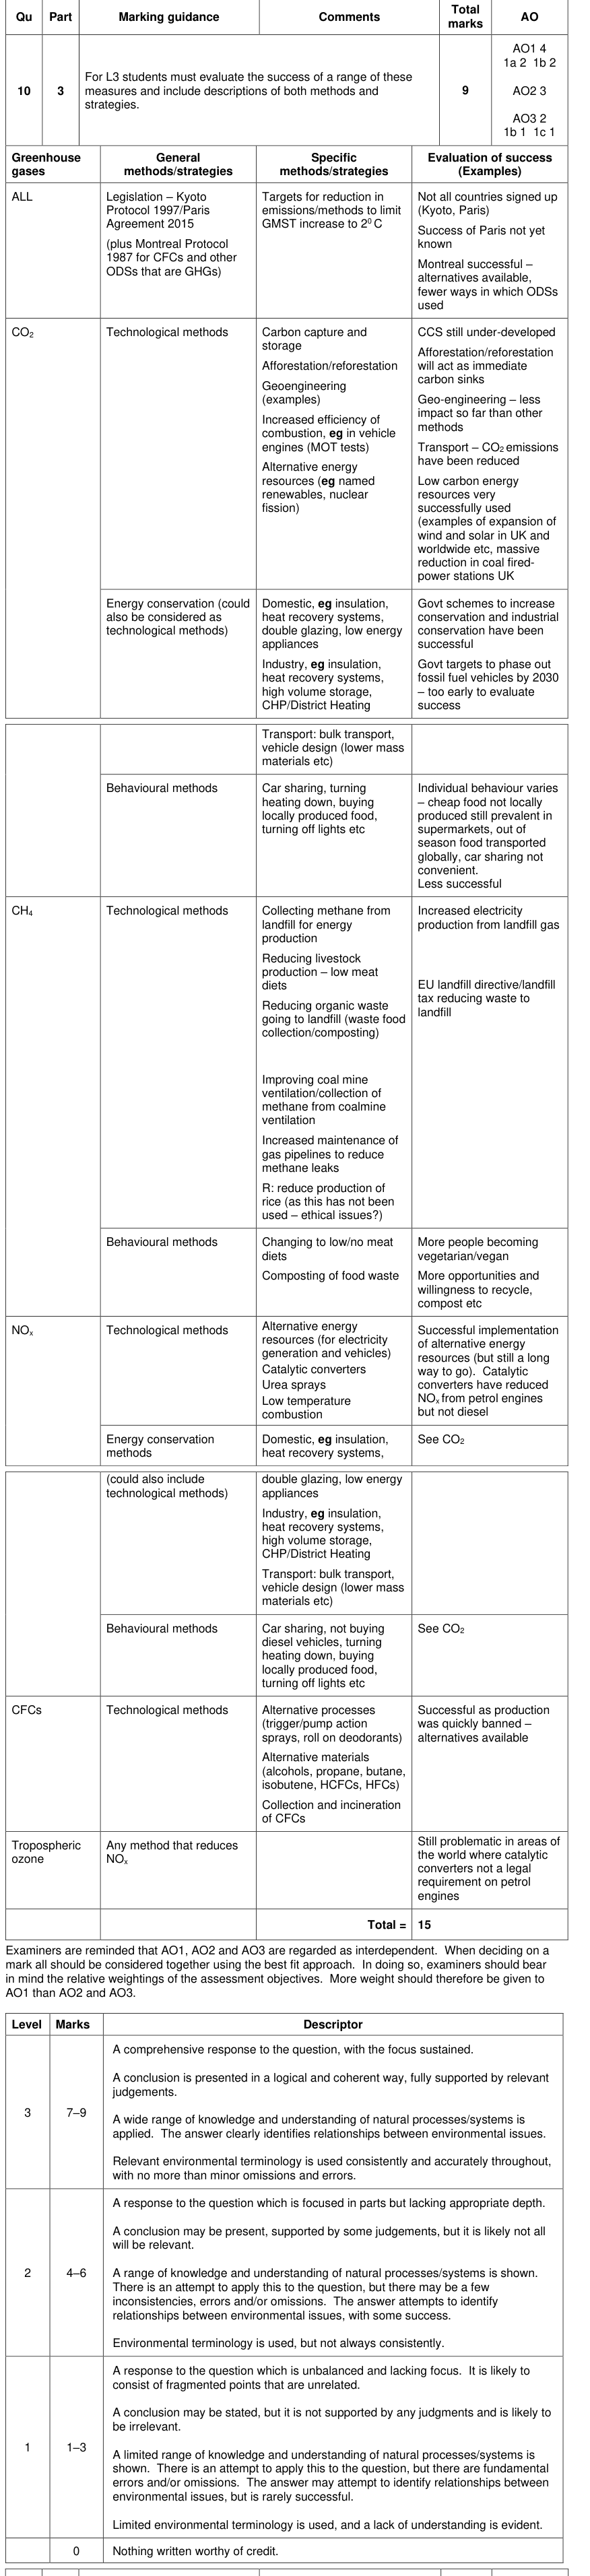 Qu Part Marking guidance Comments Total marks AO
10 3 For L3 students must evaluate the success of a range of these
measures and include descriptions of both methods and
strategies.
9
AO1 4
1a 2 1b 2
AO2 3
AO3 2
1b 1 1c 1
Greenhouse gases
General methods/strategies
Specific methods/strategies
Evaluation of success (Examples)
ALL
Legislation – Kyoto
Protocol 1997/Paris
Agreement 2015
(plus Montreal Protocol
1987 for CFCs and other
ODSs that are GHGs)
Targets for reduction in
emissions/methods to limit
GMST increase to 2⁰ C
Not all countries signed up
(Kyoto, Paris)
Success of Paris not yet
known
Montreal successful –
alternatives available,
fewer ways in which ODSs
used
CO₂
Technological methods
Carbon capture and
storage
Afforestation/reforestation
Geoengineering
(examples)
Increased efficiency of
combustion, eg in vehicle
engines (MOT tests)
Alternative energy
resources (eg named
renewables, nuclear
fission)
CCS still under-developed
Afforestation/reforestation
will act as immediate
carbon sinks
Geo-engineering – less
impact so far than other
methods
Transport – CO₂ emissions
have been reduced
Low carbon energy
resources very
successfully used
(examples of expansion of
wind and solar in UK and
worldwide etc, massive
reduction in coal fired-
power stations UK
Energy conservation (could
also be considered as
technological methods)
Domestic, eg insulation,
heat recovery systems,
double glazing, low energy
appliances
Industry, eg insulation,
heat recovery systems,
high volume storage,
CHP/District Heating
Govt schemes to increase
conservation and industrial
conservation have been
successful
Govt targets to phase out
fossil fuel vehicles by 2030
– too early to evaluate
success
Transport: bulk transport,
vehicle design (lower mass
materials etc)
Behavioural methods
Car sharing, turning
heating down, buying
locally produced food,
turning off lights etc
Individual behaviour varies
– cheap food not locally
produced still prevalent in
supermarkets, out of
season food transported
globally, car sharing not
convenient.
Less successful
CH₄
Technological methods
Collecting methane from
landfill for energy
production
Reducing livestock
production – low meat
diets
Reducing organic waste
going to landfill (waste food
collection/composting)
Improving coal mine
ventilation/collection of
methane from coalmine
ventilation
Increased maintenance of
gas pipelines to reduce
methane leaks
R: reduce production of
rice (as this has not been
used – ethical issues?)
Increased electricity
production from landfill gas
EU landfill directive/landfill
tax reducing waste to
landfill
Behavioural methods
Changing to low/no meat
diets
Composting of food waste
More people becoming
vegetarian/vegan
More opportunities and
willingness to recycle,
compost etc
NOₓ
Technological methods
Alternative energy
resources (for electricity
generation and vehicles)
Catalytic converters
Urea sprays
Low temperature
combustion
Successful implementation
of alternative energy
resources (but still a long
way to go). Catalytic
converters have reduced
NOₓ from petrol engines
but not diesel
Energy conservation
methods
Domestic, eg insulation,
heat recovery systems,
See CO₂
(could also include
technological methods)
double glazing, low energy
appliances
Industry, eg insulation,
heat recovery systems,
high volume storage,
CHP/District Heating
Transport: bulk transport,
vehicle design (lower mass
materials etc)
Behavioural methods
Car sharing, not buying
diesel vehicles, turning
heating down, buying
locally produced food,
turning off lights etc
See CO₂
CFCs
Technological methods
Alternative processes
(trigger/pump action
sprays, roll on deodorants)
Alternative materials
(alcohols, propane, butane,
isobutene, HCFCs, HFCs)
Collection and incineration
of CFCs
Successful as production
was quickly banned –
alternatives available
Tropospheric
ozone
Any method that reduces
NOₓ
Still problematic in areas of
the world where catalytic
converters not a legal
requirement on petrol
engines
Total = 15
Examiners are reminded that AO1, AO2 and AO3 are regarded as interdependent. When deciding on a
mark all should be considered together using the best fit approach. In doing so, examiners should bear
in mind the relative weightings of the assessment objectives. More weight should therefore be given to
AO1 than AO2 and AO3.
Level Marks Descriptor
3 7–9
A comprehensive response to the question, with the focus sustained.
A conclusion is presented in a logical and coherent way, fully supported by relevant
judgements.
A wide range of knowledge and understanding of natural processes/systems is
applied. The answer clearly identifies relationships between environmental issues.
Relevant environmental terminology is used consistently and accurately throughout,
with no more than minor omissions and errors.
2 4–6
A response to the question which is focused in parts but lacking appropriate depth.
A conclusion may be present, supported by some judgements, but it is likely not all
will be relevant.
A range of knowledge and understanding of natural processes/systems is shown.
There is an attempt to apply this to the question, but there may be a few
inconsistencies, errors and/or omissions. The answer attempts to identify
relationships between environmental issues, with some success.
Environmental terminology is used, but not always consistently.
1 1–3
A response to the question which is unbalanced and lacking focus. It is likely to
consist of fragmented points that are unrelated.
A conclusion may be stated, but it is not supported by any judgments and is likely to
be irrelevant.
A limited range of knowledge and understanding of natural processes/systems is
shown. There is an attempt to apply this to the question, but there are fundamental
errors and/or omissions. The answer may attempt to identify relationships between
environmental issues, but is rarely successful.
Limited environmental terminology is used, and a lack of understanding is evident.
0 Nothing written worthy of credit.